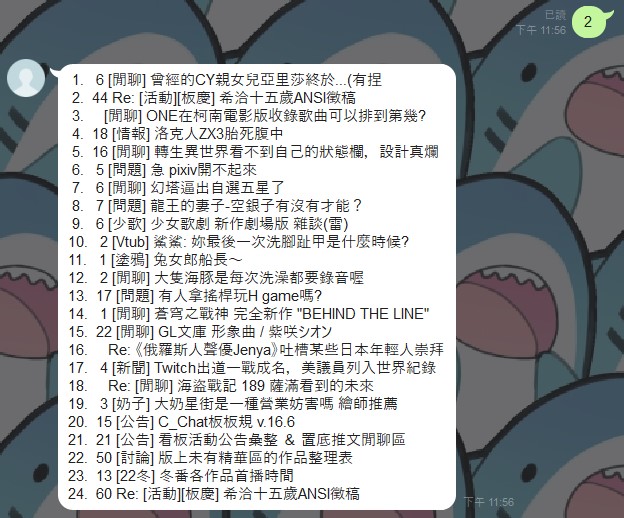 已讀
下午 11:56
2
1. 6 [閒聊] 曾經的CY親女兒亞里莎終於...(有捏
2. 44 Re: [活動][板慶] 希洽十五歲ANSI徵稿
3. [閒聊] ONE在柯南電影版收錄歌曲可以排到第幾?
4. 18 [情報] 洛克人ZX3胎死腹中
5. 16 [閒聊] 轉生異世界看不到自己的狀態欄，設計真爛
6. 5 [問題] 急 pixiv開不起來
7. 6 [閒聊] 幻塔逼出自選五星了
8. 7 [問題] 龍王的妻子-空銀子有沒有才能？
9. 6 [少歌] 少女歌劇 新作劇場版 雜談(雷)
10. 2 [Vtub] 鯊鯊: 妳最後一次洗腳趾甲是什麼時候?
11. 1 [塗鴉] 兔女郎船長～
12. 2 [閒聊] 大隻海豚是每次洗澡都要錄音喔
13. 17 [問題] 有人拿搖桿玩H game嗎?
14. 1 [閒聊] 蒼穹之戰神 完全新作 "BEHIND THE LINE"
15. 22 [閒聊] GL文庫 形象曲 / 紫咲シオン
16. Re:《俄羅斯人聲優Jenya》吐槽某些日本年輕人崇拜
17. 4 [新聞] Twitch出道一戰成名，美議員列入世界紀錄
18. Re: [閒聊] 海盜戰記 189 薩滿看到的未來
19. 3 [奶子] 大奶星街是一種營業妨害嗎 繪師推薦
20. 15 [公告] C_Chat板板規 v.16.6
21. 21 [公告] 看板活動公告彙整 ＆ 置底推文閒聊區
22. 50 [討論] 版上未有精華區的作品整理表
23. 13 [22冬] 冬番各作品首播時間
24. 60 Re: [活動][板慶] 希洽十五歲ANSI徵稿
下午 11:56